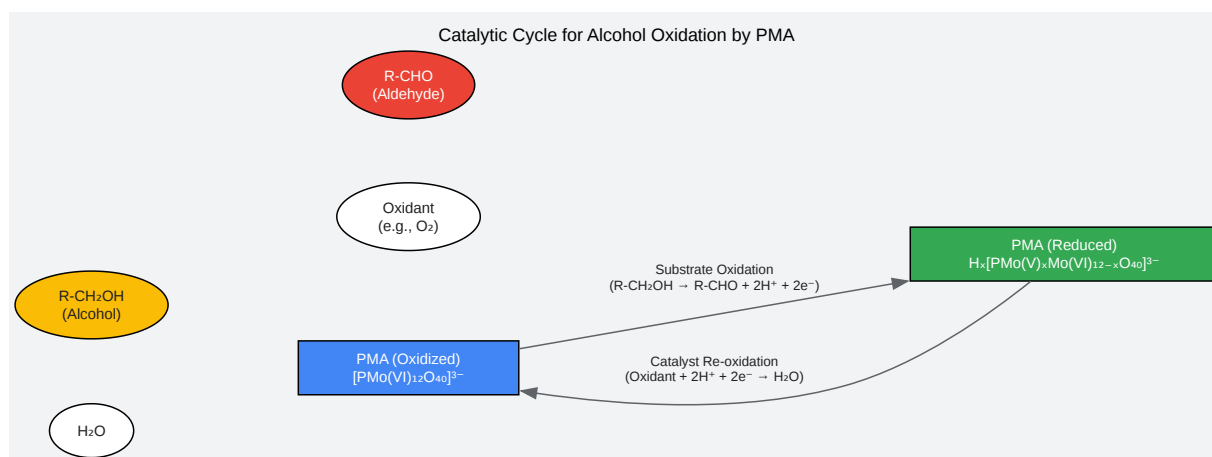 Catalytic Cycle for Alcohol Oxidation by PMA
R-CHO
(Aldehyde)
Oxidant
(e.g., O₂)
PMA (Reduced)
Hₓ[PMo(V)ₓMo(VI)₁₂₋ₓO₄₀]³⁻
Substrate Oxidation
(R-CH₂OH → R-CHO + 2H⁺ + 2e⁻)
R-CH₂OH
(Alcohol)
PMA (Oxidized)
[PMo(VI)₁₂O₄₀]³⁻
Catalyst Re-oxidation
(Oxidant + 2H⁺ + 2e⁻ → H₂O)
H₂O